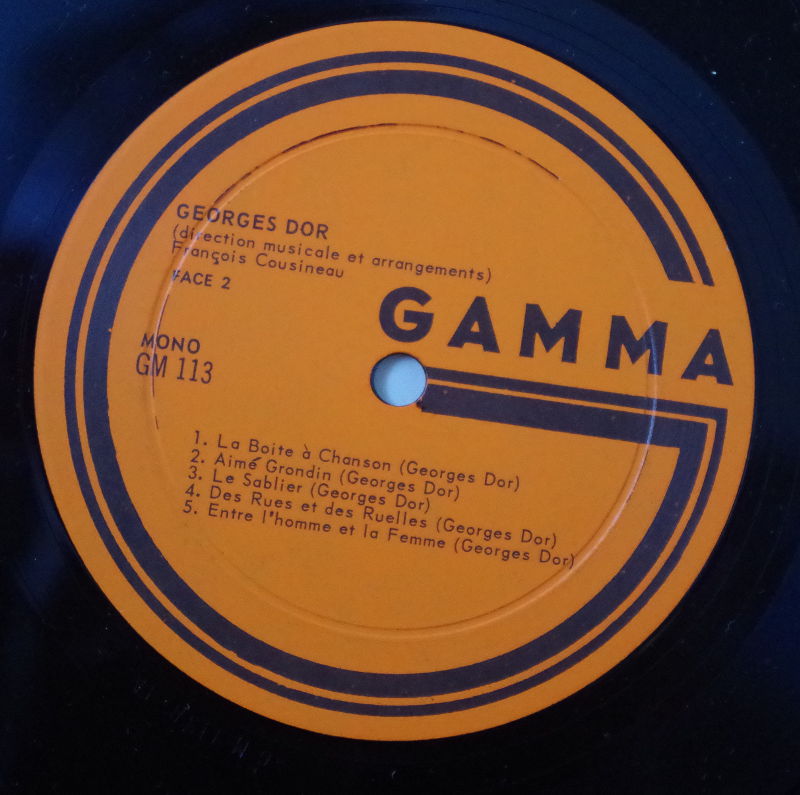 GEORGES DOR
(direction musicale et arrangements)
François Cousineau
FACE 2
GAMMA
MONO
GM 113
1. La Boite à Chanson (Georges Dor)
2. Aimé Grondin (Georges Dor)
3. Le Sablier (Georges Dor)
4. Des Rues et des Ruelles (Georges Dor)
5. Entre l'homme et la Femme (Georges Dor)